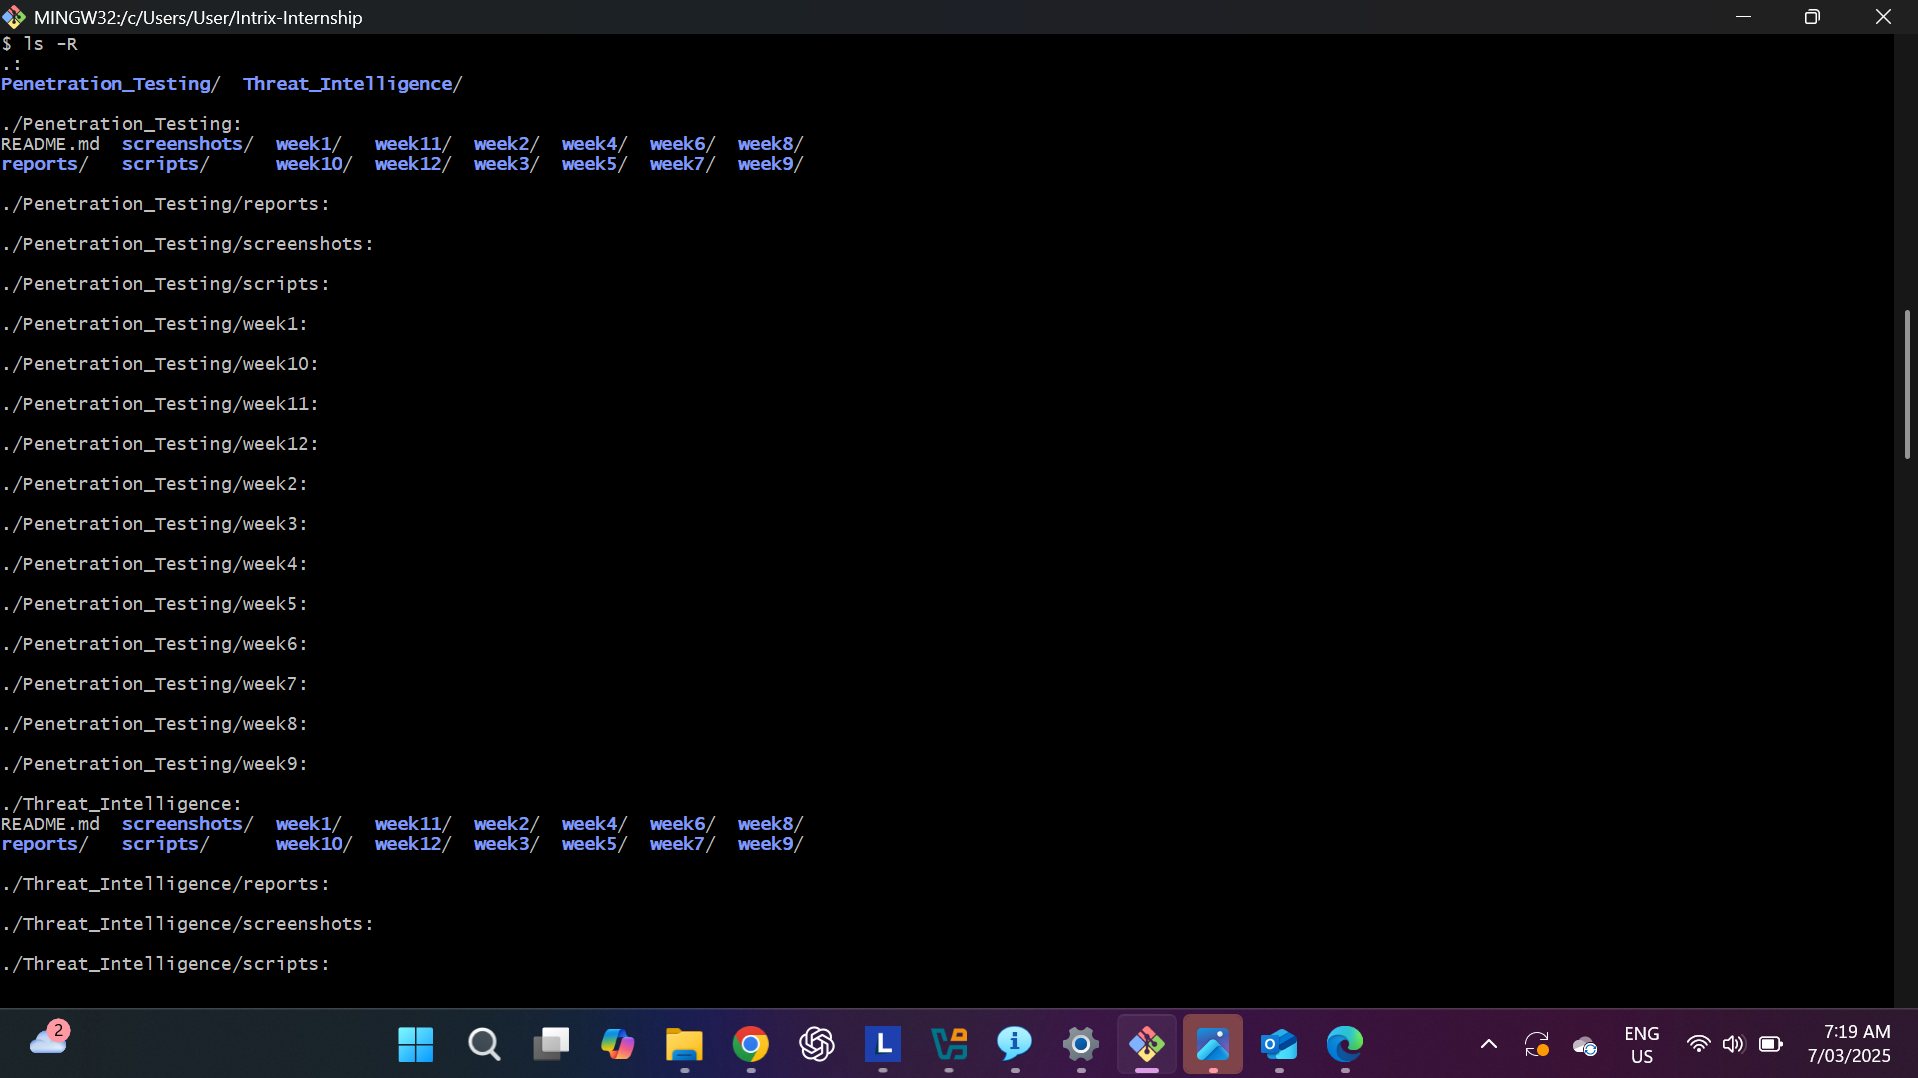 MINGW32:/c/Users/User/Intrix-Internship
$ ls -R
.:
Penetration_Testing/  Threat_Intelligence/
./Penetration_Testing:
README.md  screenshots/  week1/   week11/  week2/  week4/  week6/  week8/
reports/   scripts/      week10/  week12/  week3/  week5/  week7/  week9/
./Penetration_Testing/reports:
./Penetration_Testing/screenshots:
./Penetration_Testing/scripts:
./Penetration_Testing/week1:
./Penetration_Testing/week10:
./Penetration_Testing/week11:
./Penetration_Testing/week12:
./Penetration_Testing/week2:
./Penetration_Testing/week3:
./Penetration_Testing/week4:
./Penetration_Testing/week5:
./Penetration_Testing/week6:
./Penetration_Testing/week7:
./Penetration_Testing/week8:
./Penetration_Testing/week9:
./Threat_Intelligence:
README.md  screenshots/  week1/   week11/  week2/  week4/  week6/  week8/
reports/   scripts/      week10/  week12/  week3/  week5/  week7/  week9/
./Threat_Intelligence/reports:
./Threat_Intelligence/screenshots:
./Threat_Intelligence/scripts:
2
L
ENG
US
7:19 AM
7/03/2025